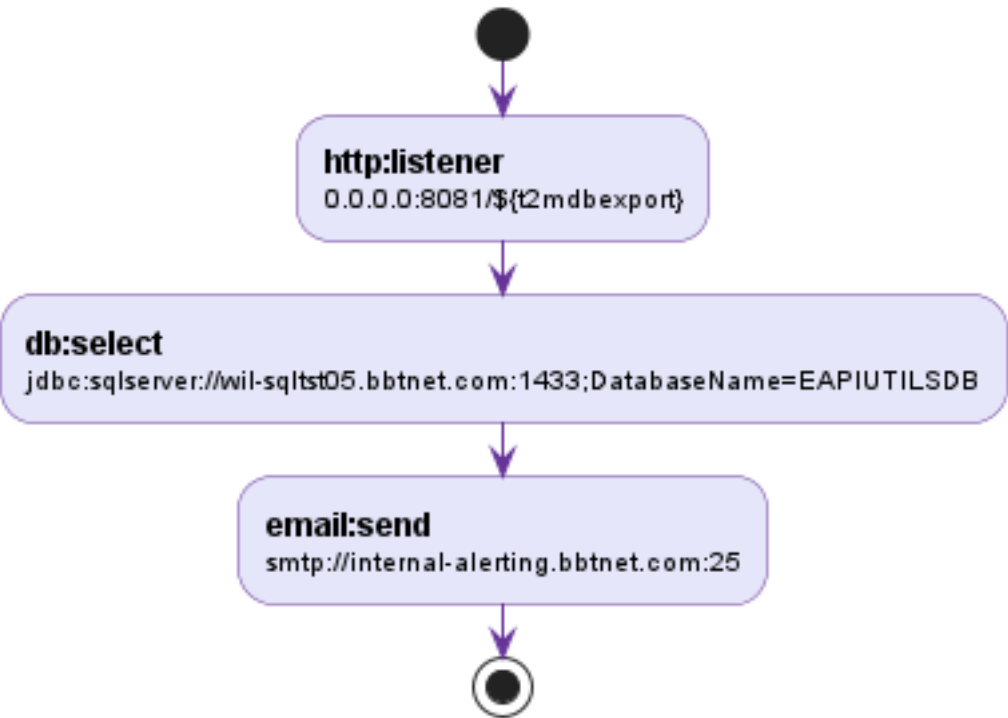 http:listener
0.0.0.0:8081/${t2mdbexport}
db:select
jdbc:sqlserver://wil-sqltst05.bbtnet.com:1433;DatabaseName=EAPIUTILSDB
email:send
smtp://internal-alerting.bbtnet.com:25